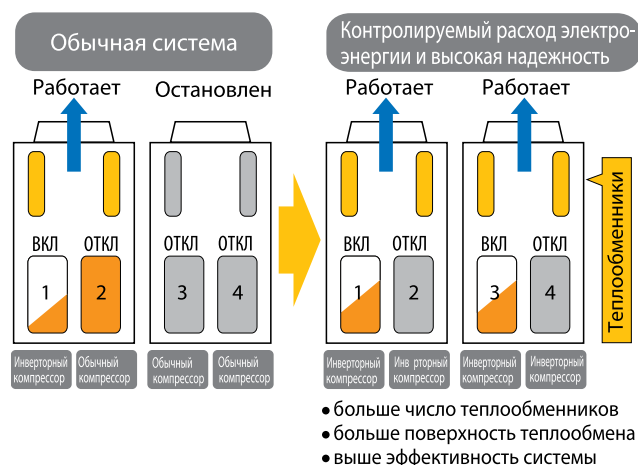 Обычная система
Контролируемый расход электро-
энергии и высокая надежность
Работает
Остановлен
Работает
Работает
ВКЛ ОТКЛ
ОТКЛ ОТКЛ
ВКЛ ОТКЛ
ВКЛ ОТКЛ
1 2
3 4
1 2
3 4
Теплообменники
Инверторный
компрессор
Обычный
компрессор
Обычный
компрессор
Обычный
компрессор
Инверторный
компрессор
Инв рторный
компрессор
Инверторный
компрессор
Инверторный
компрессор
• больше число теплообменников
• больше поверхность теплообмена
• выше эффективность системы